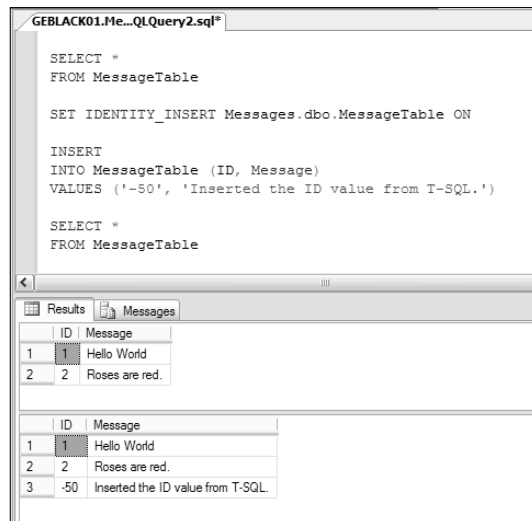 GEBLACK01.Me...QLQuery2.sql*
SELECT *
FROM MessageTable
SET IDENTITY_INSERT Messages.dbo.MessageTable ON
INSERT
INTO MessageTable (ID, Message)
VALUES ('-50', 'Inserted the ID value from T-SQL.')
SELECT *
FROM MessageTable
Results Messages
ID Message
1 1 Hello World
2 2 Roses are red.
ID Message
1 1 Hello World
2 2 Roses are red.
3 -50 Inserted the ID value from T-SQL.